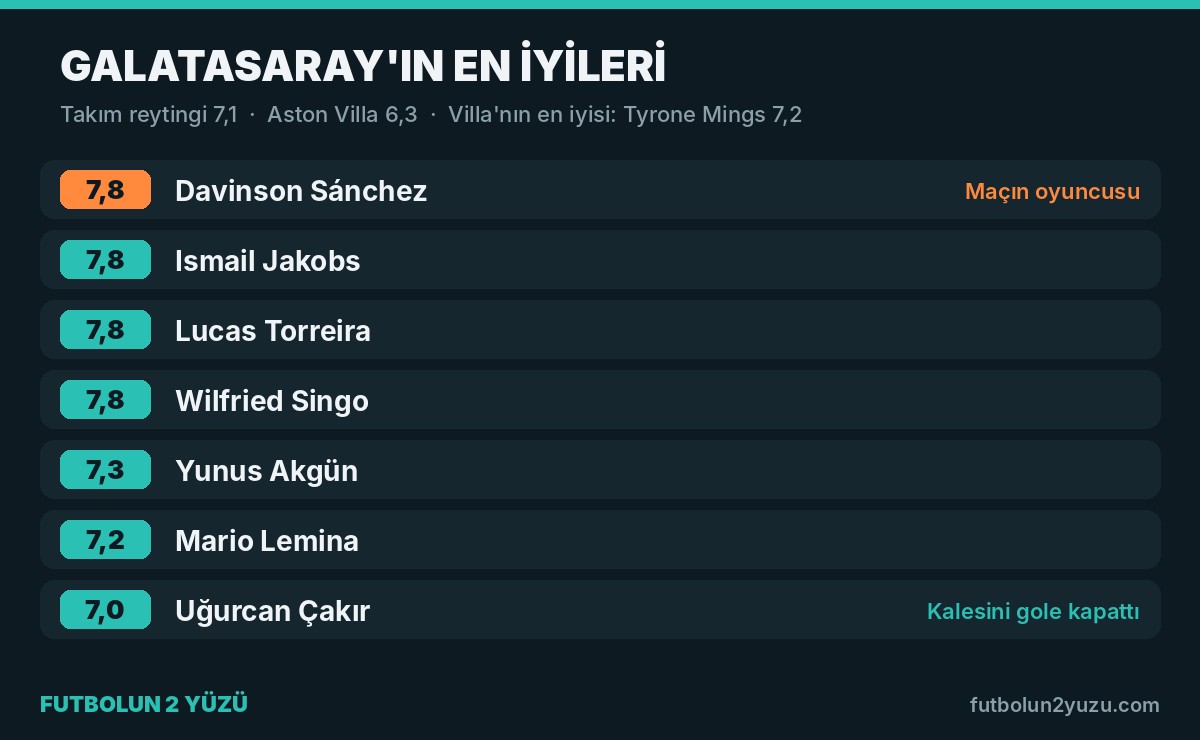 GALATASARAY'IN EN İYİLERİ
Takım reytingi 7,1 · Aston Villa 6,3 · Villa'nın en iyisi: Tyrone Mings 7,2
7,8 Davinson Sánchez Maçın oyuncusu
7,8 Ismail Jakobs
7,8 Lucas Torreira
7,8 Wilfried Singo
7,3 Yunus Akgün
7,2 Mario Lemina
7,0 Uğurcan Çakır Kalesini gole kapattı
FUTBOLUN 2 YÜZÜ futbolun2yuzu.com